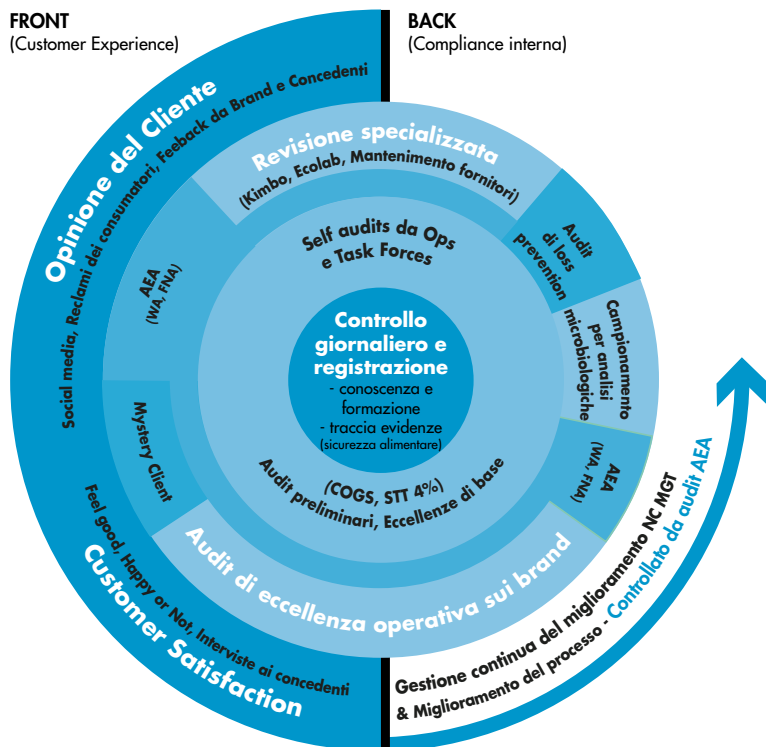 FRONT
(Customer Experience)
BACK
(Compliance interna)
Opinione del Cliente
Social media, Reclami dei consumatori, Feeback da Brand e Concedenti
Revisione specializzata
(Kimbo, Ecolab, Mantenimento fornitori)
AEA
(WA, FNA)
Mystery Client
Self audits da Ops
e Task Forces
Audit
di loss
prevention
Campionamento
per analisi
microbiologiche
AEA
(WA, FNA)
Controllo
giornaliero e
registrazione
- conoscenza e
formazione
- traccia evidenze
(sicurezza alimentare)
(COGS, STT 4%)
Audit preliminari, Eccellenze di base
Audit di eccellenza operativa sui brand
Feel good, Happy or Not, Interviste ai concedenti
Customer Satisfaction
Gestione continua del miglioramento NC MGT
& Miglioramento del processo - Controllato da audit AEA